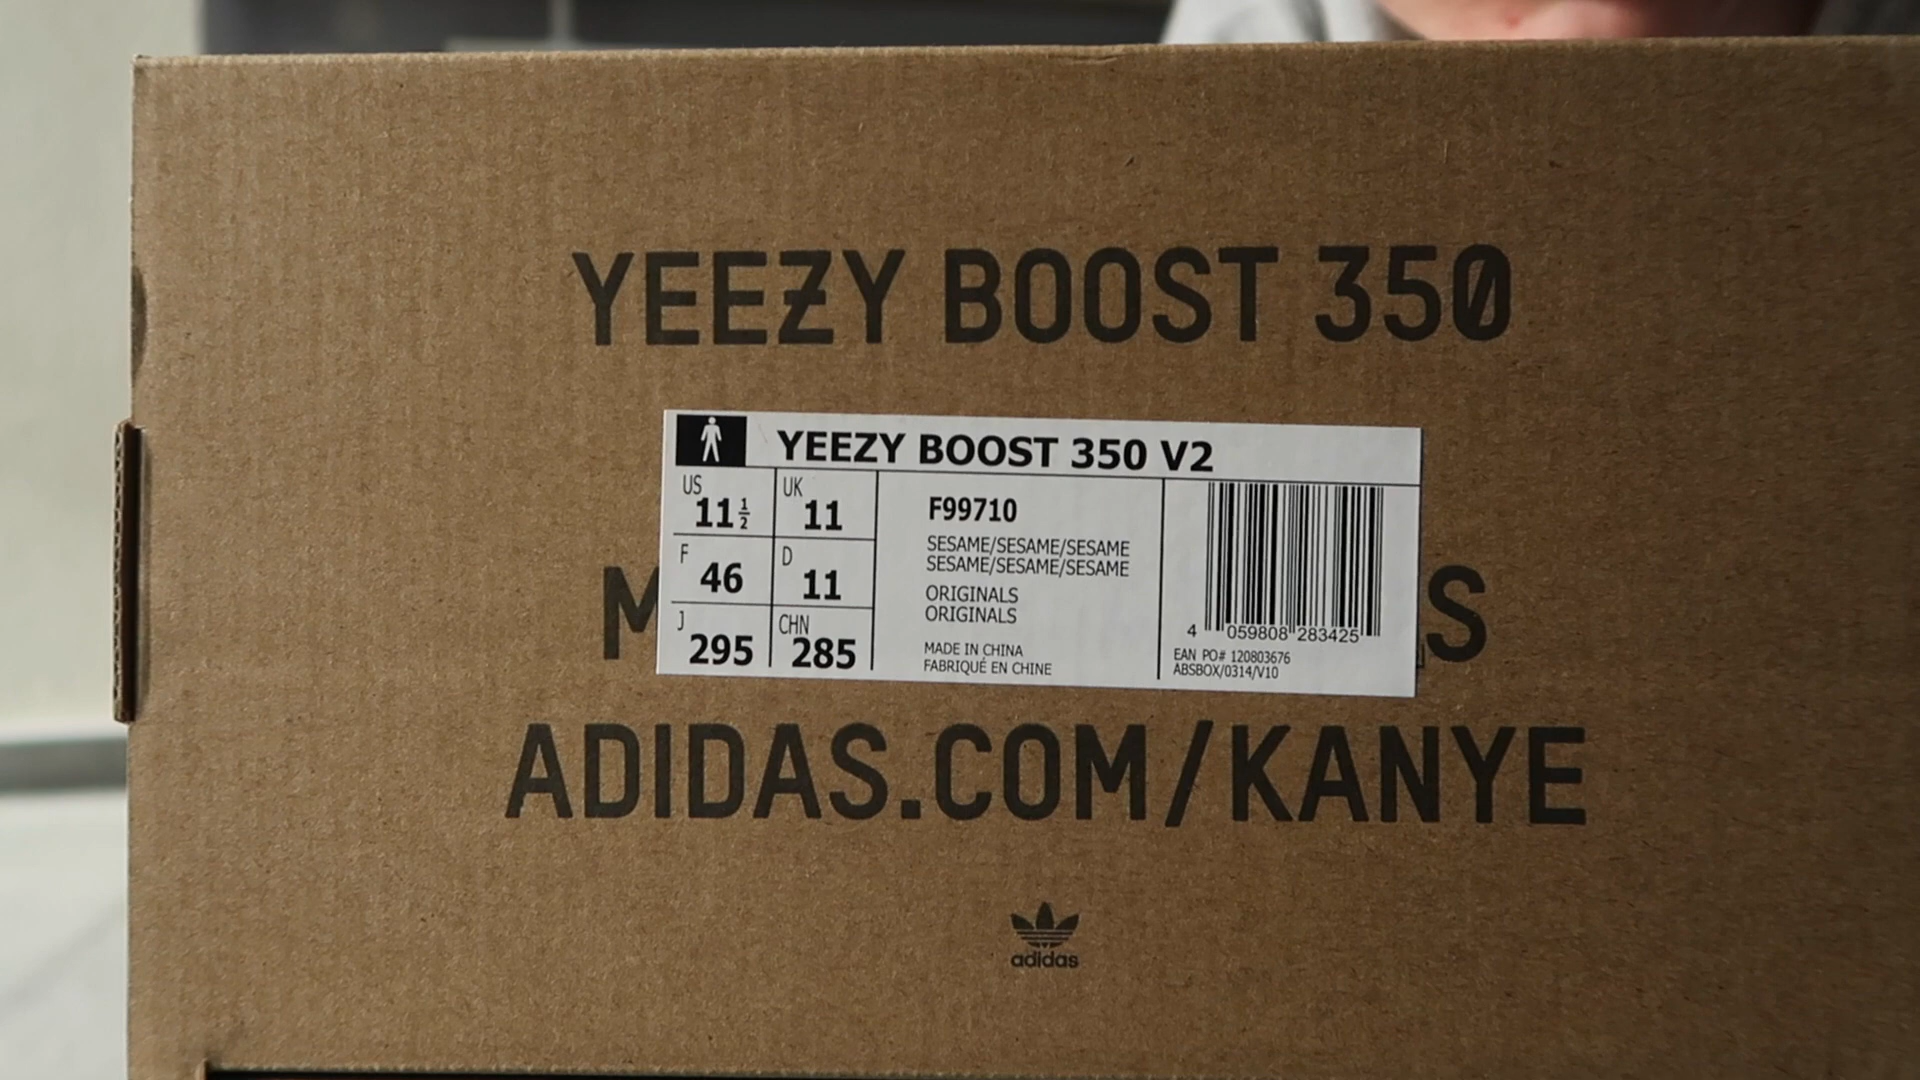 YEEZY BOOST 350
YEEZY BOOST 350 V2
US 11½ UK 11
F 46 D 11
J 295 CHN 285
F99710
SESAME/SESAME/SESAME
SESAME/SESAME/SESAME
ORIGINALS
ORIGINALS
MADE IN CHINA
FABRIQUÉ EN CHINE
4 059808 283425
EAN PO# 120803676
ABSBOX/0314/V10
ADIDAS.COM/KANYE
adidas